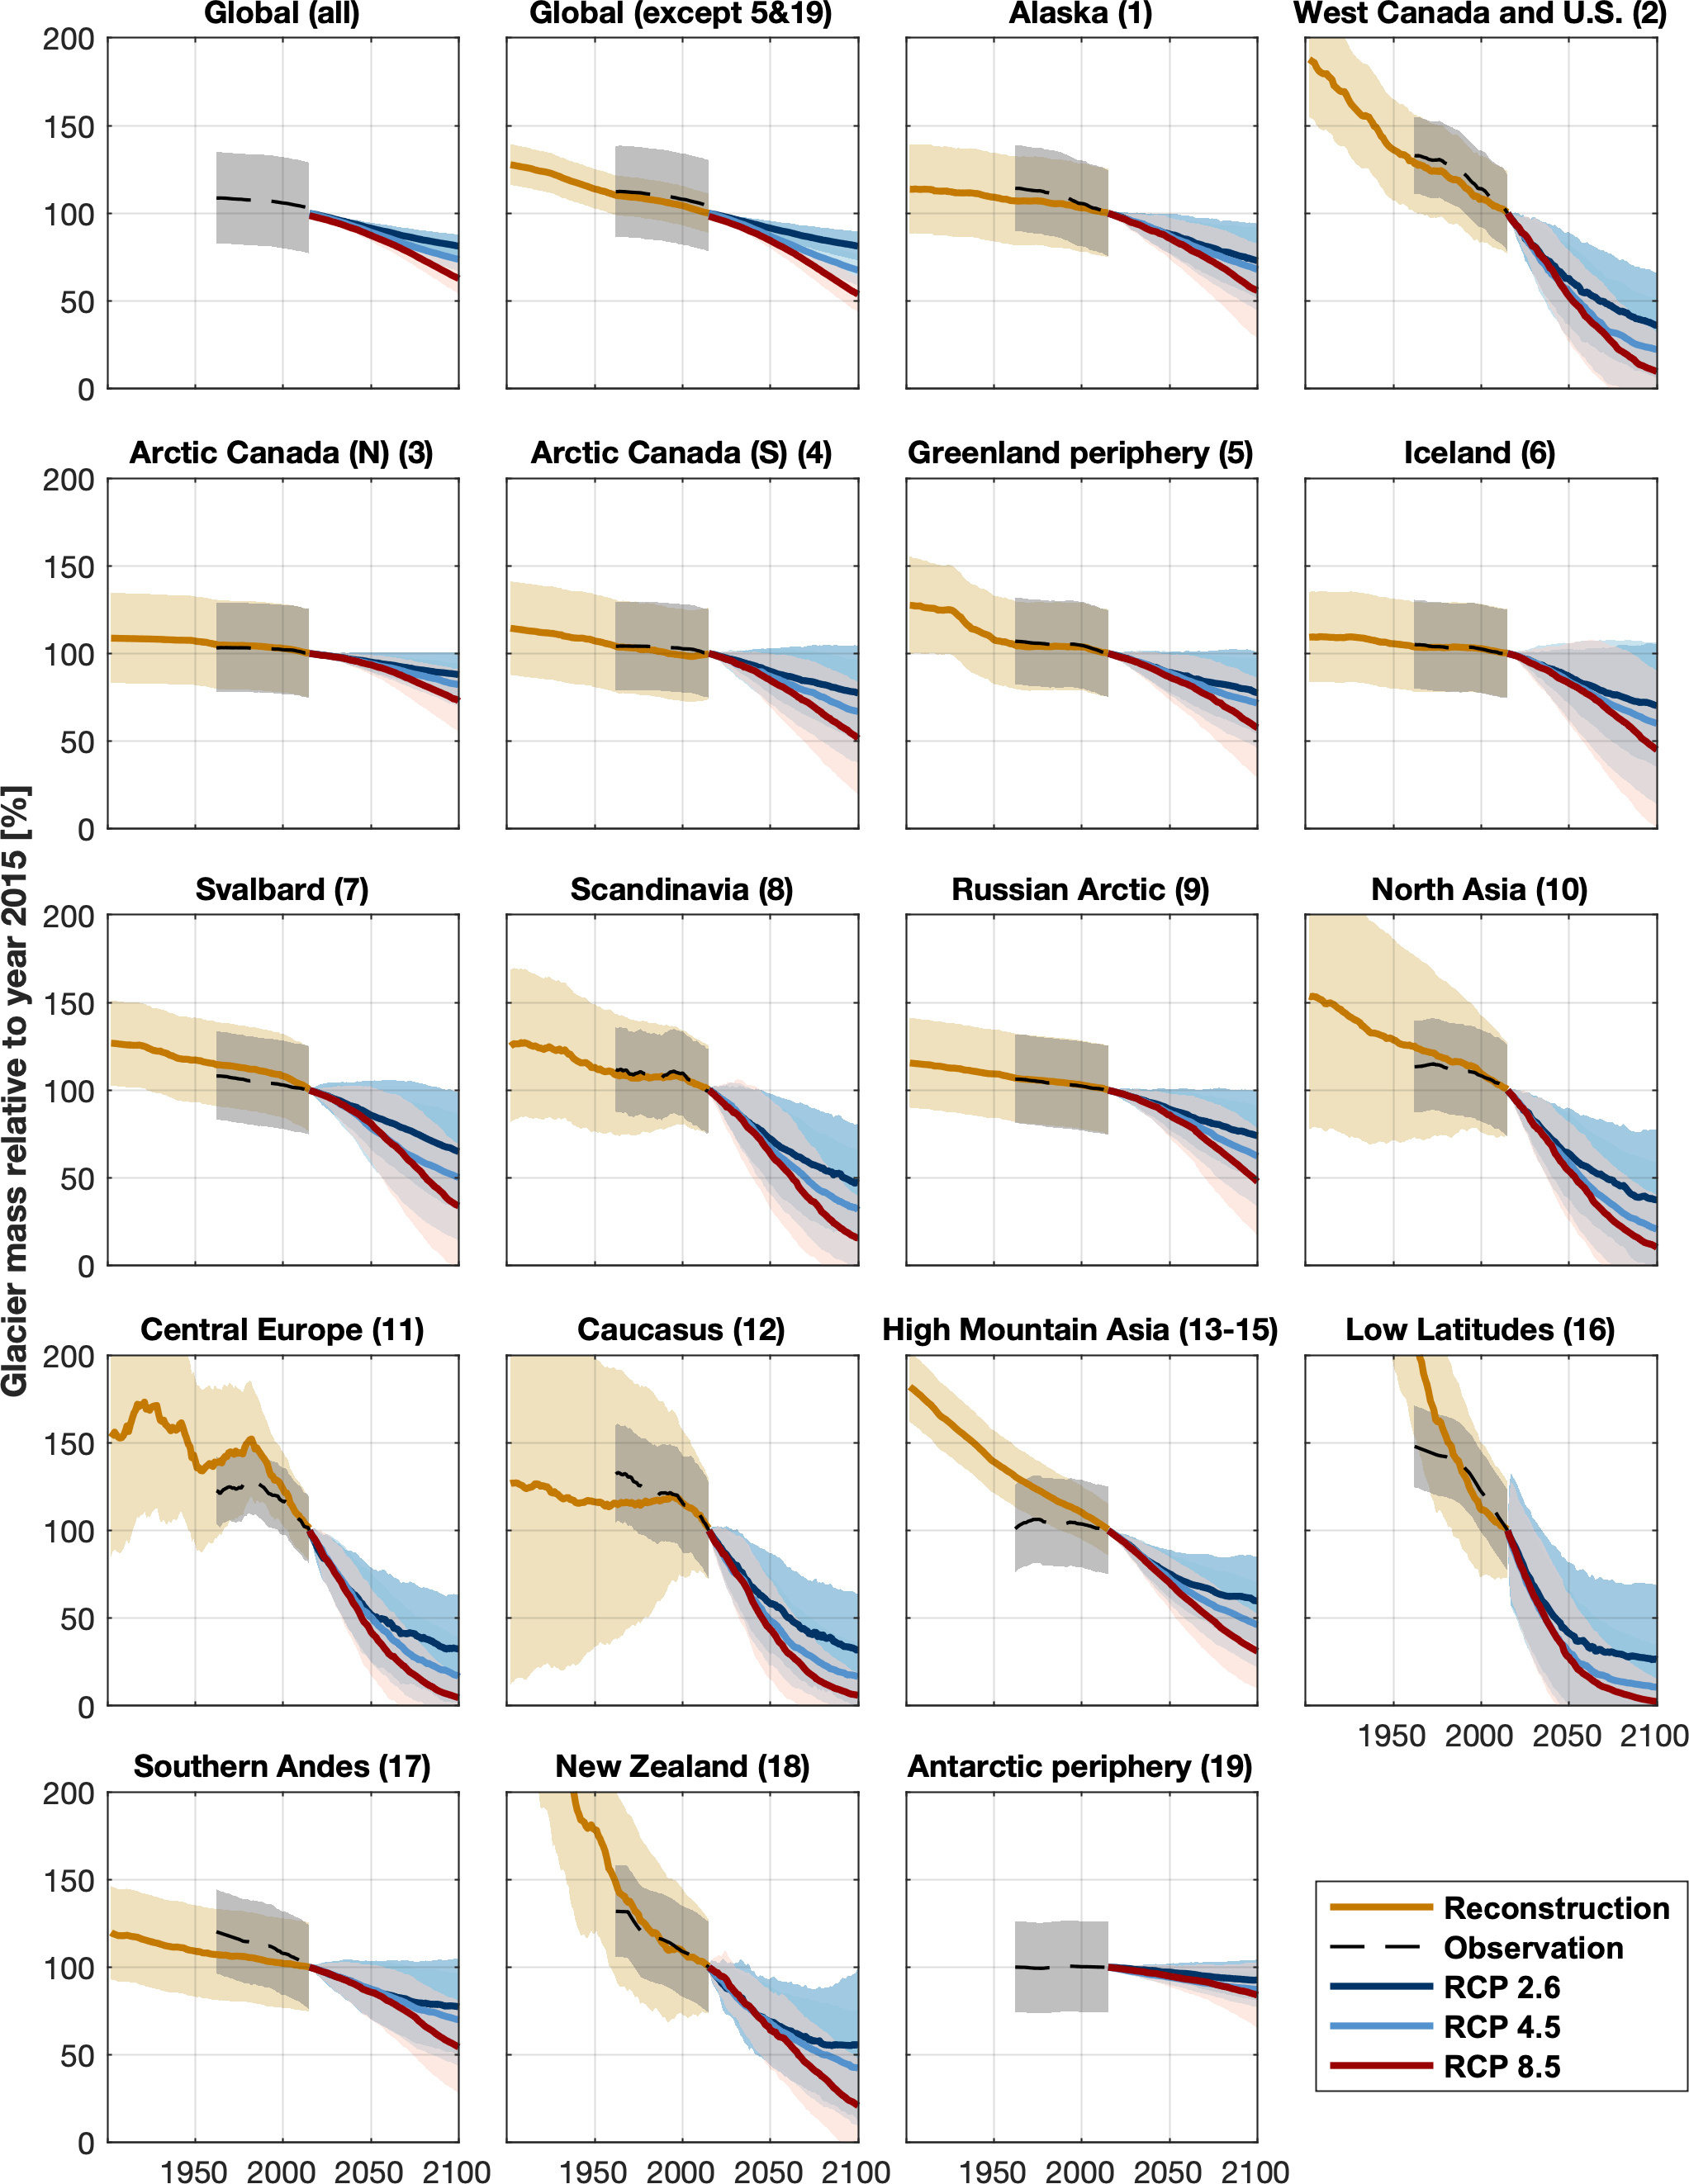 Global (all)
Global (except 5&19)
Alaska (1)
West Canada and U.S. (2)
200
150
100
50
0
Arctic Canada (N) (3)
Arctic Canada (S) (4)
Greenland periphery (5)
Iceland (6)
200
150
100
50
0
Glacier mass relative to year 2015 [%]
Svalbard (7)
Scandinavia (8)
Russian Arctic (9)
North Asia (10)
200
150
100
50
0
Central Europe (11)
Caucasus (12)
High Mountain Asia (13-15)
Low Latitudes (16)
200
150
100
50
0
1950 2000 2050 2100
Southern Andes (17)
New Zealand (18)
Antarctic periphery (19)
200
150
100
50
0
1950 2000 2050 2100
1950 2000 2050 2100
1950 2000 2050 2100
Reconstruction
Observation
RCP 2.6
RCP 4.5
RCP 8.5